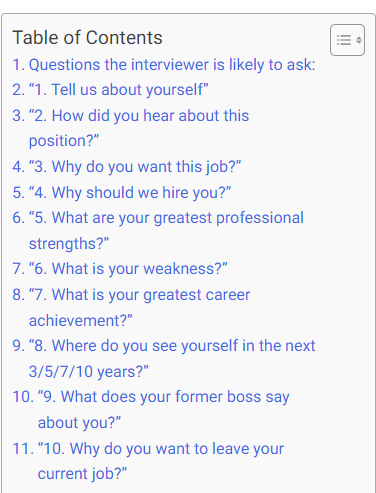 Table of Contents
1. Questions the interviewer is likely to ask:
2. “1. Tell us about yourself”
3. “2. How did you hear about this
position?”
4. “3. Why do you want this job?”
5. “4. Why should we hire you?”
6. “5. What are your greatest professional
strengths?”
7. “6. What is your weakness?”
8. “7. What is your greatest career
achievement?”
9. “8. Where do you see yourself in the next
3/5/7/10 years?”
10. “9. What does your former boss say
about you?”
11. “10. Why do you want to leave your
current job?”